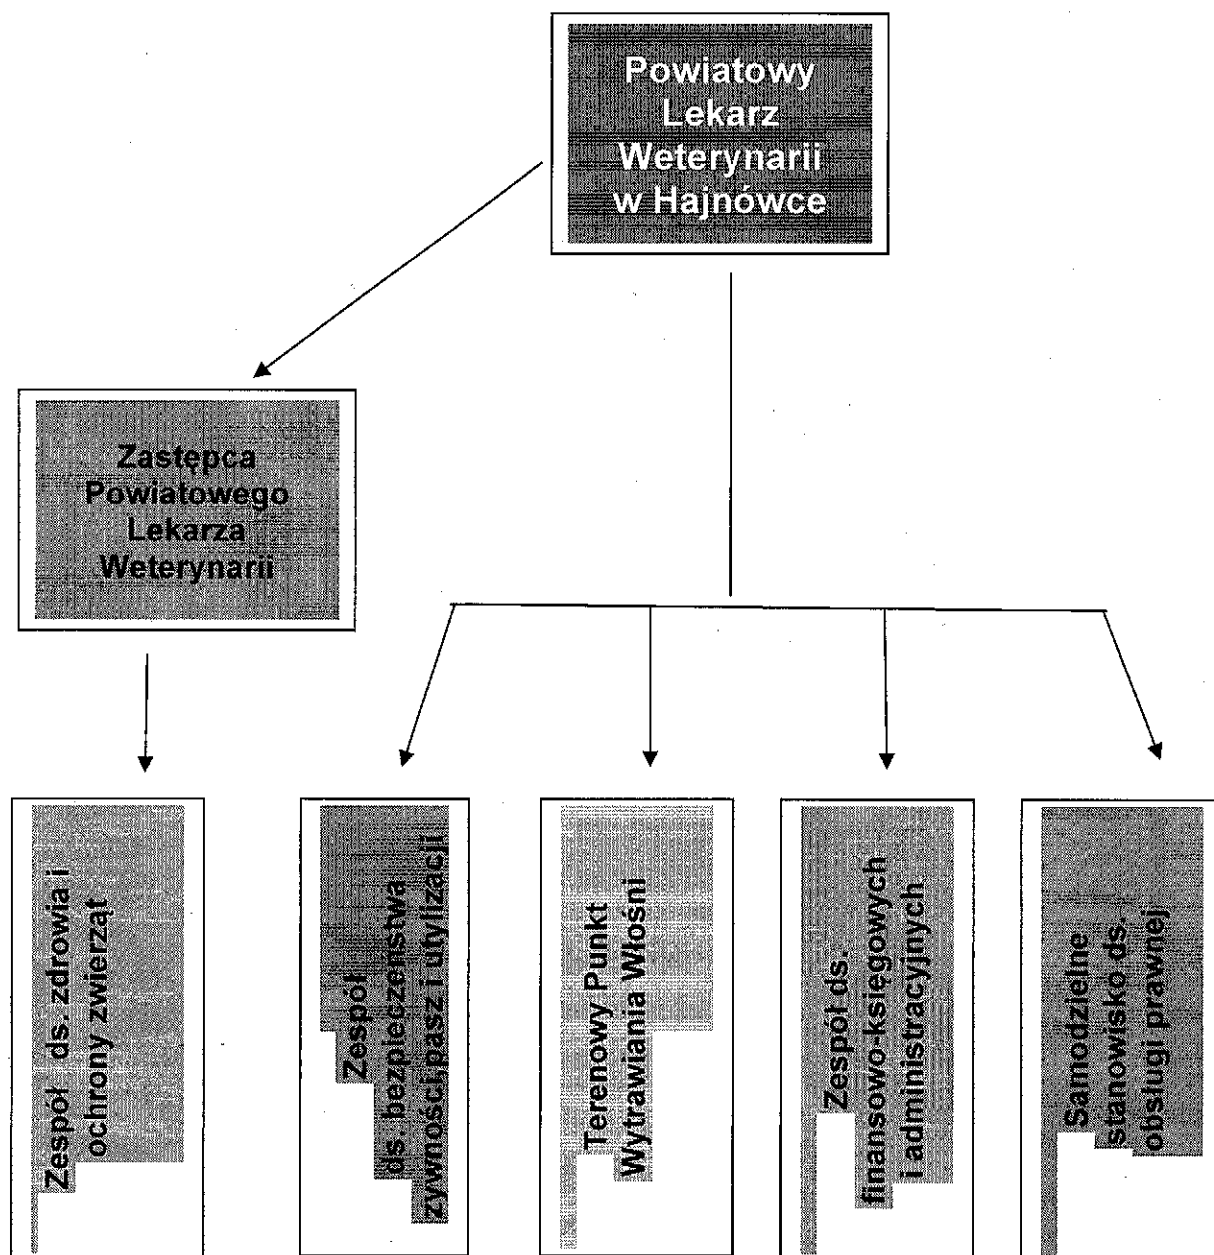 Powiatowy
Lekarz
Weterynarii
w Hajnówce
Zastępca
Powiatowego
Lekarza
Weterynarii
Zespół ds. zdrowia i
ochrony zwierząt
Zespół
ds. bezpieczeństwa
żywności,pasz i utylizacji
Terenowy Punkt
Wytrawiania Włośni
Zespół ds.
finansowo-księgowych
i administracyjnych
Samodzielne
stanowisko ds.
obsługi prawnej